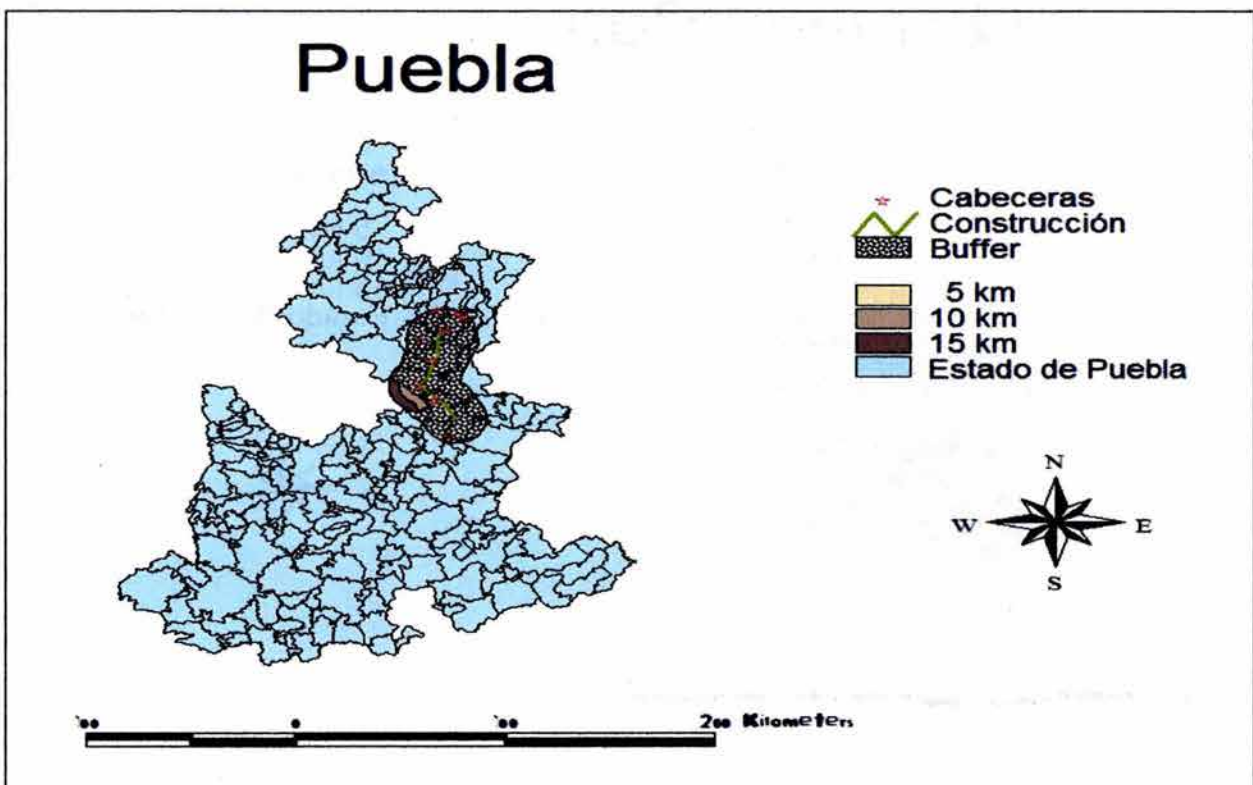 Puebla
Cabeceras
Construcción
Buffer
5 km
10 km
15 km
Estado de Puebla
N
W E
S
0 200 Kilometers